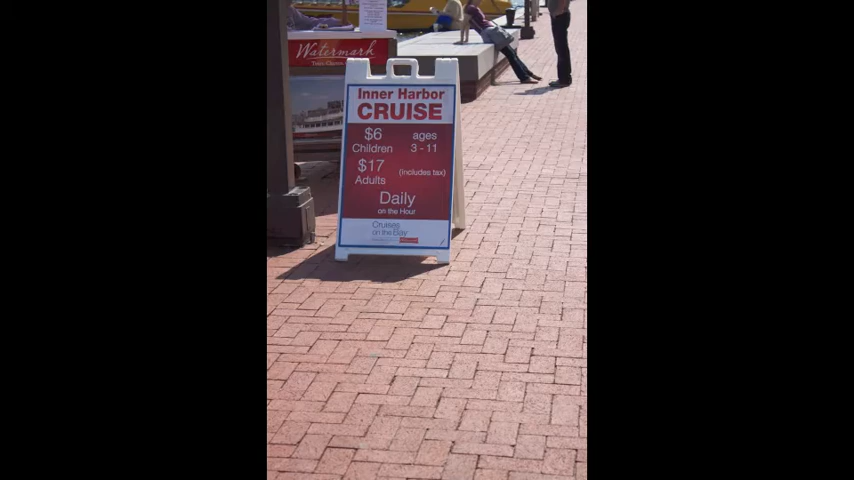 Watermark
Inner Harbor
CRUISE
$6 ages
Children 3 - 11
$17 (includes tax)
Adults
Daily
on the Hour
Cruises
on the Bay